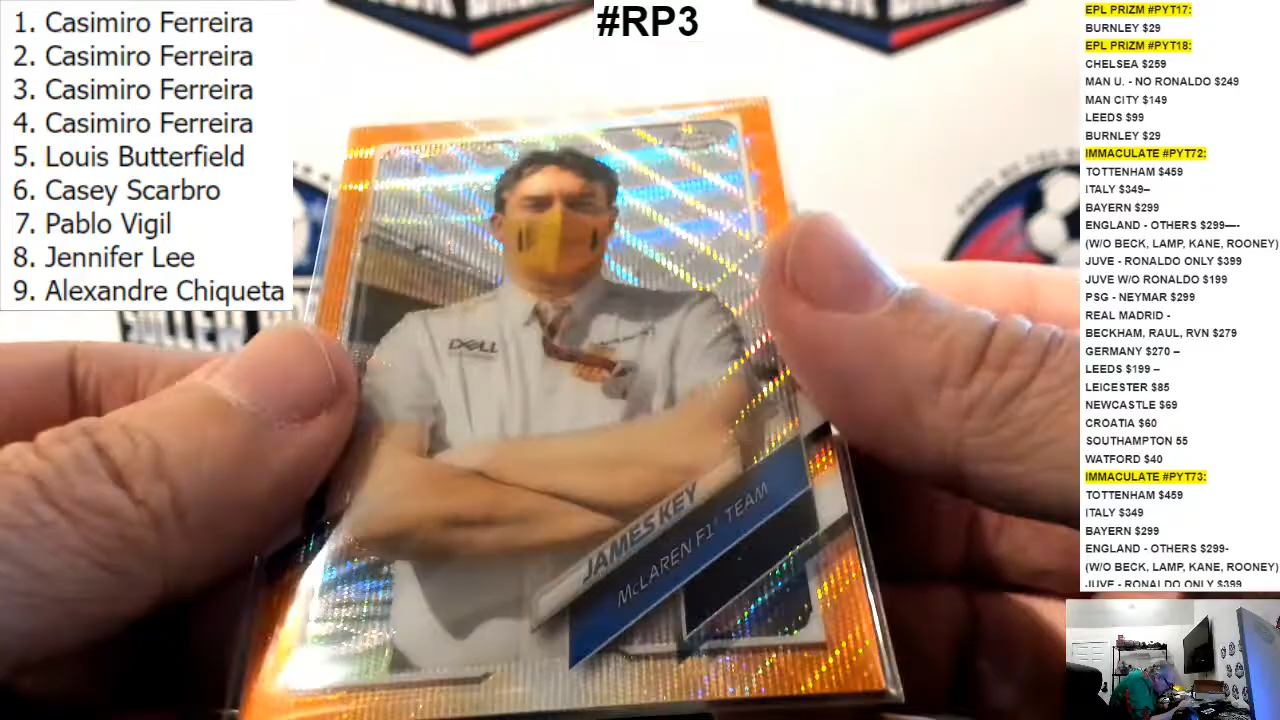 1. Casimiro Ferreira
2. Casimiro Ferreira
3. Casimiro Ferreira
4. Casimiro Ferreira
5. Louis Butterfield
6. Casey Scarbro
7. Pablo Vigil
8. Jennifer Lee
9. Alexandre Chiqueta
#RP3
DELL
JAMES KEY
McLAREN F1 TEAM
EPL PRIZM #PYT17:
BURNLEY $29
EPL PRIZM #PYT18:
CHELSEA $259
MAN U. - NO RONALDO $249
MAN CITY $149
LEEDS $99
BURNLEY $29
IMMACULATE #PYT72:
TOTTENHAM $459
ITALY $349–
BAYERN $299
ENGLAND - OTHERS $299—-
(W/O BECK, LAMP, KANE, ROONEY)
JUVE - RONALDO ONLY $399
JUVE W/O RONALDO $199
PSG - NEYMAR $299
REAL MADRID -
BECKHAM, RAUL, RVN $279
GERMANY $270 –
LEEDS $199 –
LEICESTER $85
NEWCASTLE $69
CROATIA $60
SOUTHAMPTON 55
WATFORD $40
IMMACULATE #PYT73:
TOTTENHAM $459
ITALY $349
BAYERN $299
ENGLAND - OTHERS $299-
(W/O BECK, LAMP, KANE, ROONEY)
JUVE - RONALDO ONLY $399